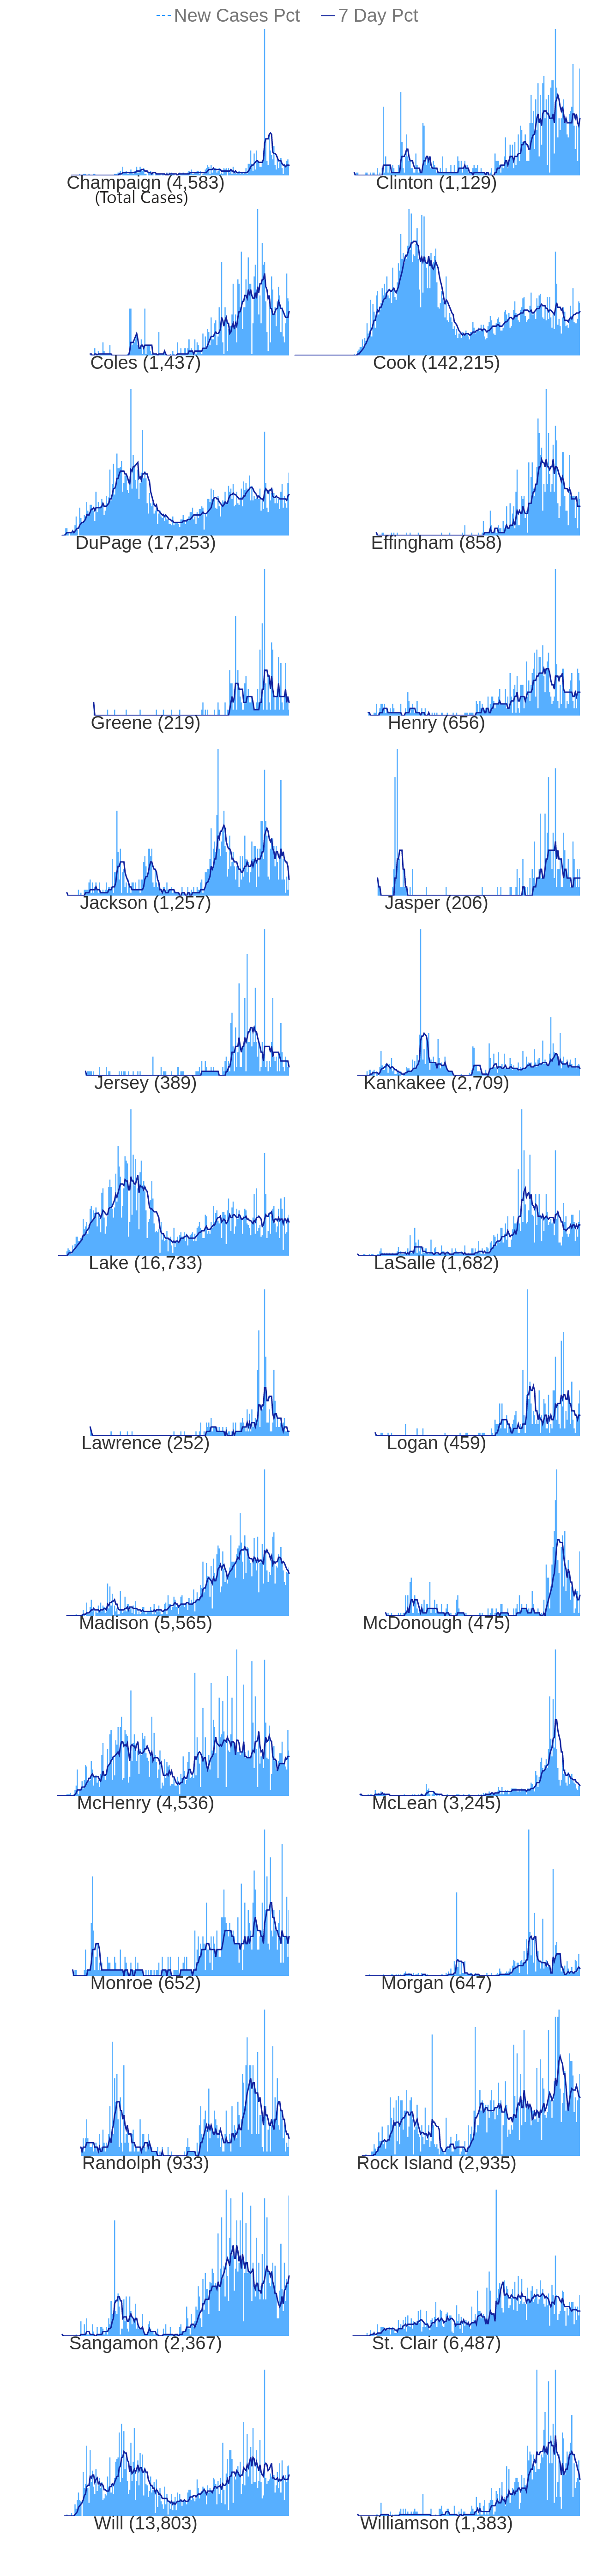 New Cases Pct 7 Day Pct
Champaign (4,583) Clinton (1,129)
(Total Cases)
Coles (1,437) Cook (142,215)
DuPage (17,253) Effingham (858)
Greene (219) Henry (656)
Jackson (1,257) Jasper (206)
Jersey (389) Kankakee (2,709)
Lake (16,733) LaSalle (1,682)
Lawrence (252) Logan (459)
Madison (5,565) McDonough (475)
McHenry (4,536) McLean (3,245)
Monroe (652) Morgan (647)
Randolph (933) Rock Island (2,935)
Sangamon (2,367) St. Clair (6,487)
Will (13,803) Williamson (1,383)